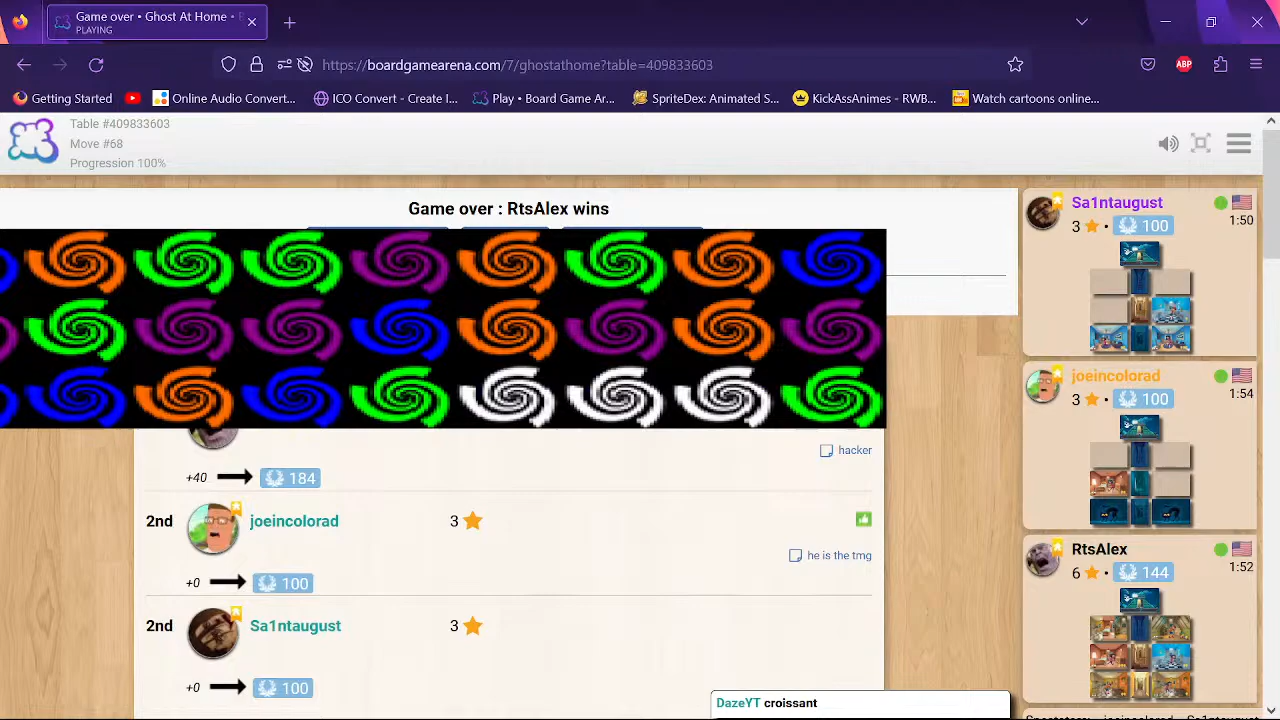 Game over • Ghost At Home •
PLAYING
https://boardgamearena.com/7/ghostathome?table=409833603
ABP
Getting Started
Online Audio Convert...
ICO Convert - Create I...
Play • Board Game Ar...
SpriteDex: Animated S...
KickAssAnimes - RWB...
Watch cartoons online...
Table #409833603
Move #68
Progression 100%
Game over : RtsAlex wins
hacker
+40 184
2nd joeincolorad 3
he is the tmg
+0 100
2nd Sa1ntaugust 3
+0 100
DazeYT croissant
Sa1ntaugust
3 • 100 1:50
joeincolorad
3 • 100 1:54
RtsAlex
6 • 144 1:52